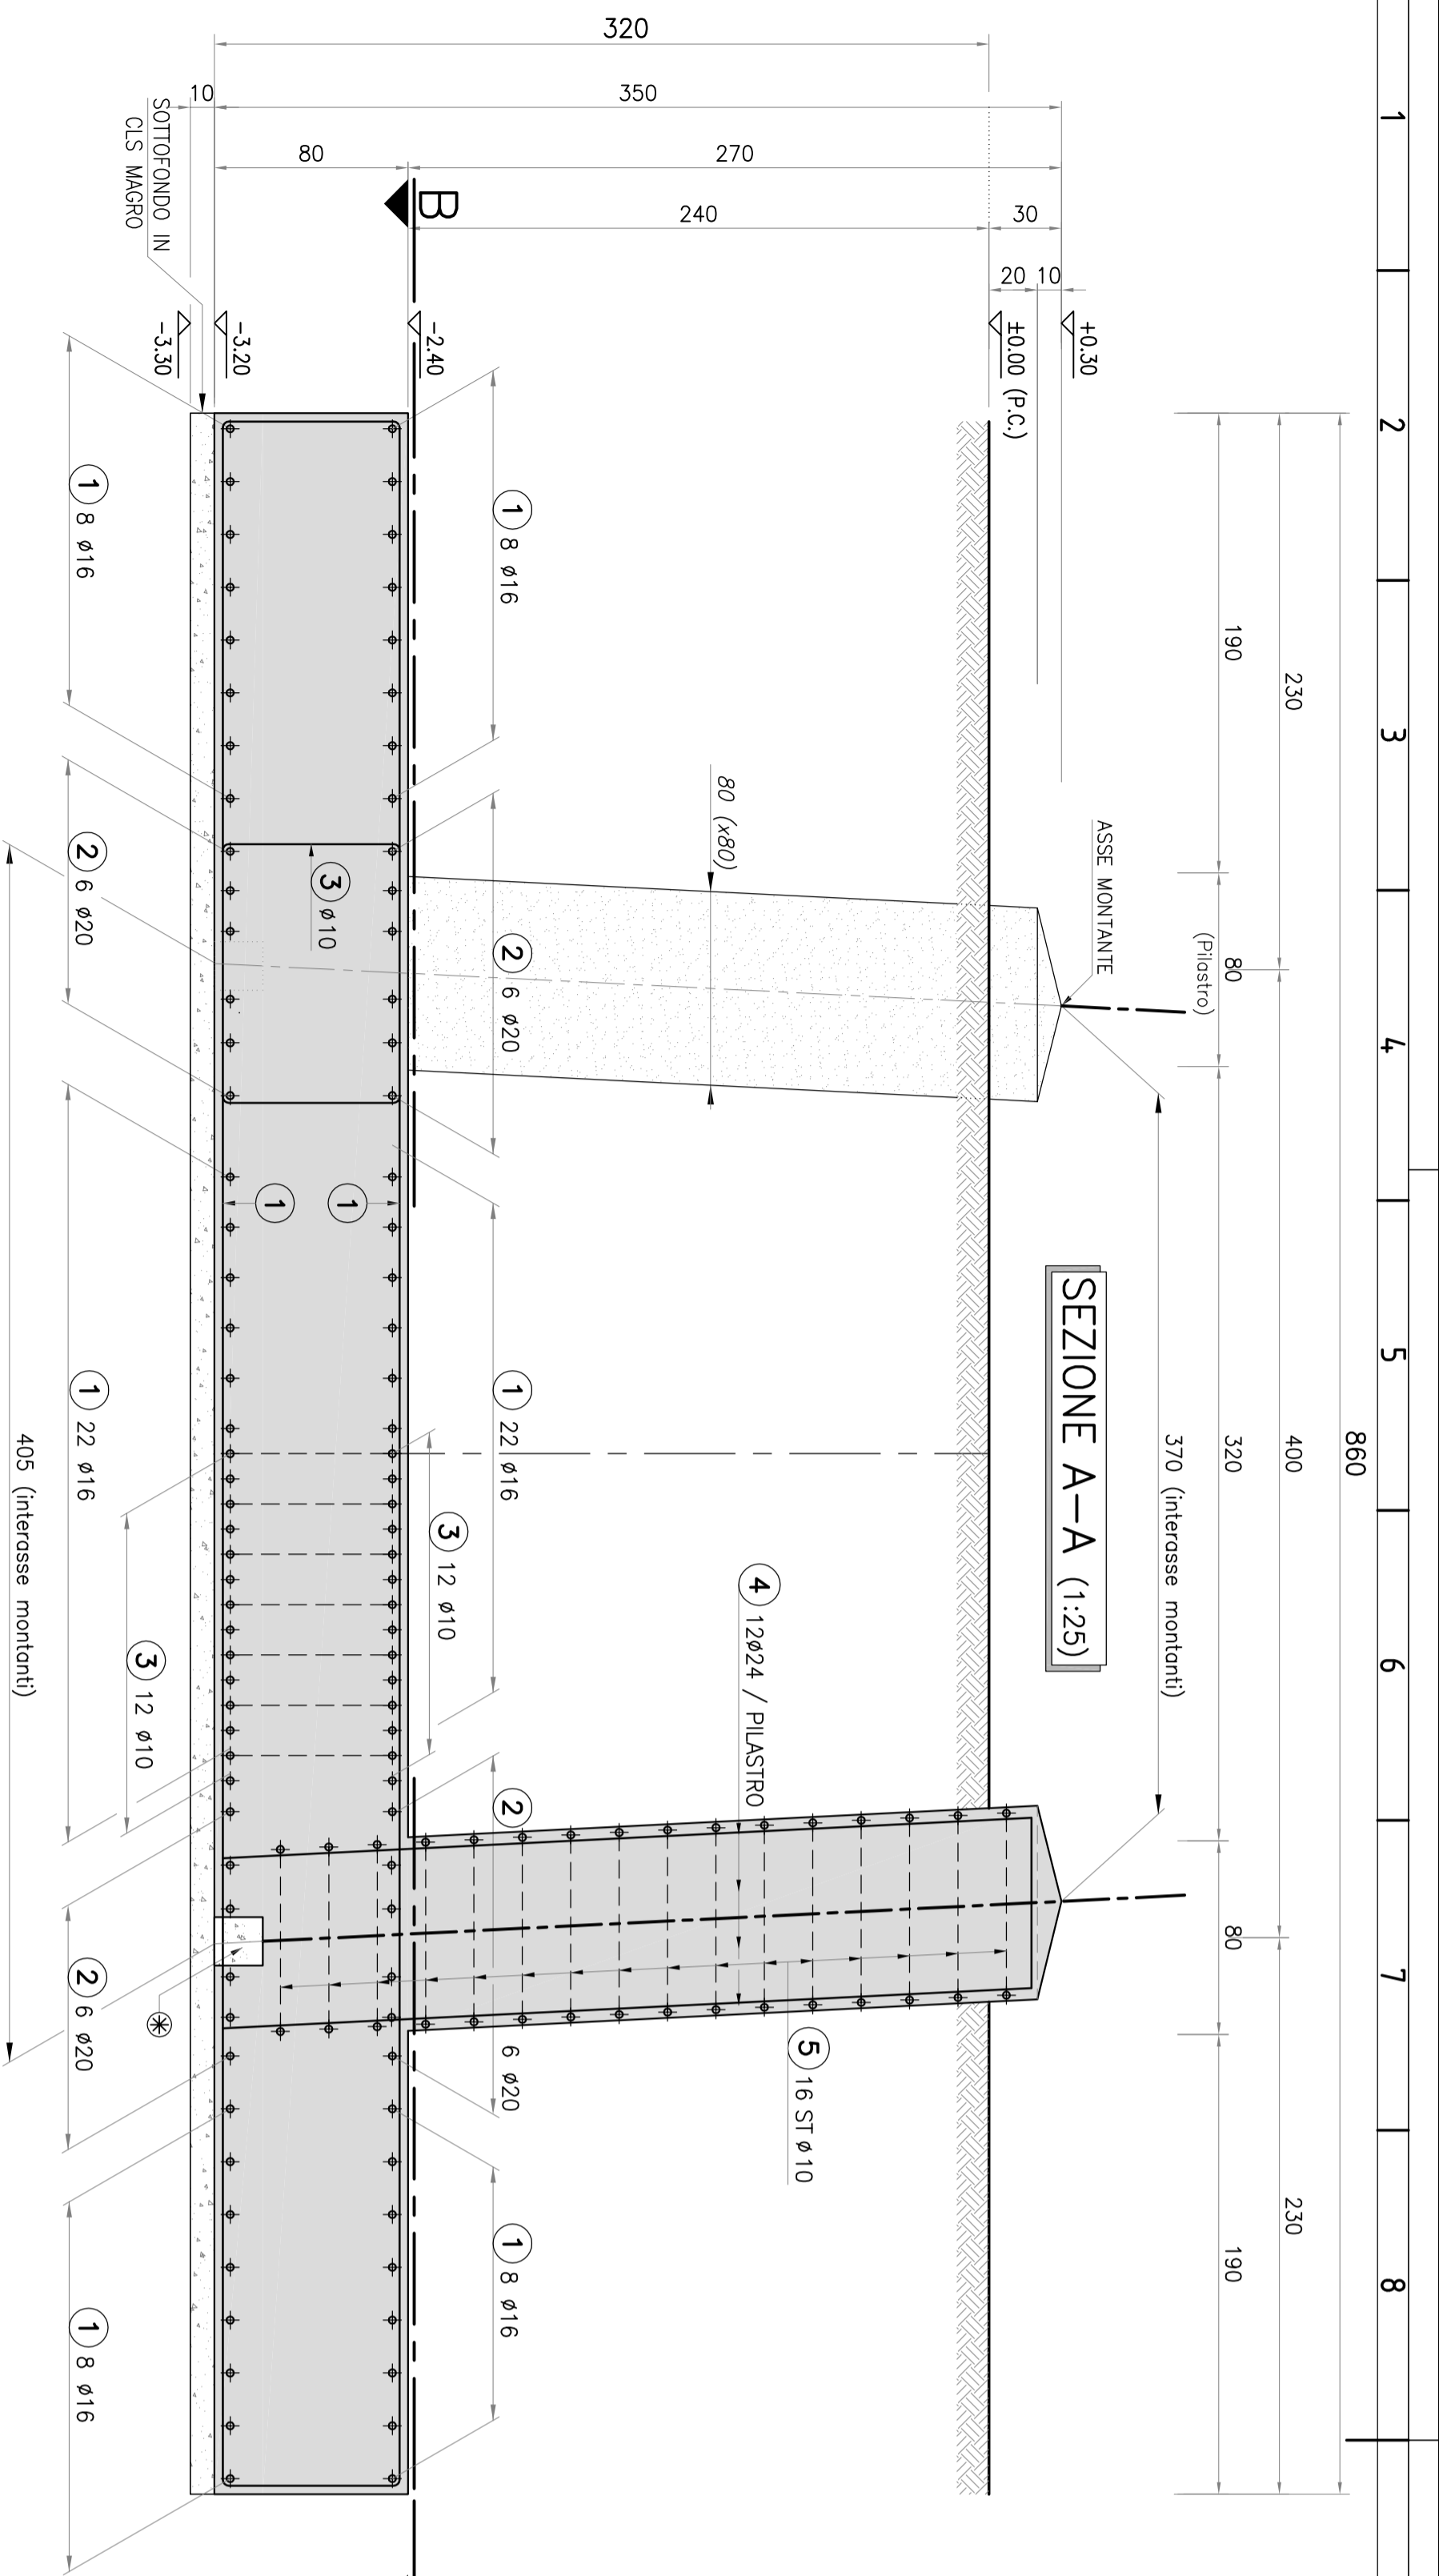 1
2
3
4
5
6
7
8
860
230
400
230
190
80
320
80
190
(Pilastro)
370 (interasse montanti)
SEZIONE A-A (1:25)
ASSE MONTANTE
+0.30
±0.00 (P.C.)
-2.40
-3.20
-3.30
320
350
10
80
270
240
30
20
10
B
SOTTOFONDO IN
CLS MAGRO
80 (x80)
4 12ø24 / PILASTRO
5 16 ST ø10
1 8 ø16
2 6 ø20
1 22 ø16
3 12 ø10
2 6 ø20
1 8 ø16
3 ø10
1
1
3 12 ø10
*
1 8 ø16
2 6 ø20
1 22 ø16
2 6 ø20
1 8 ø16
405 (interasse montanti)